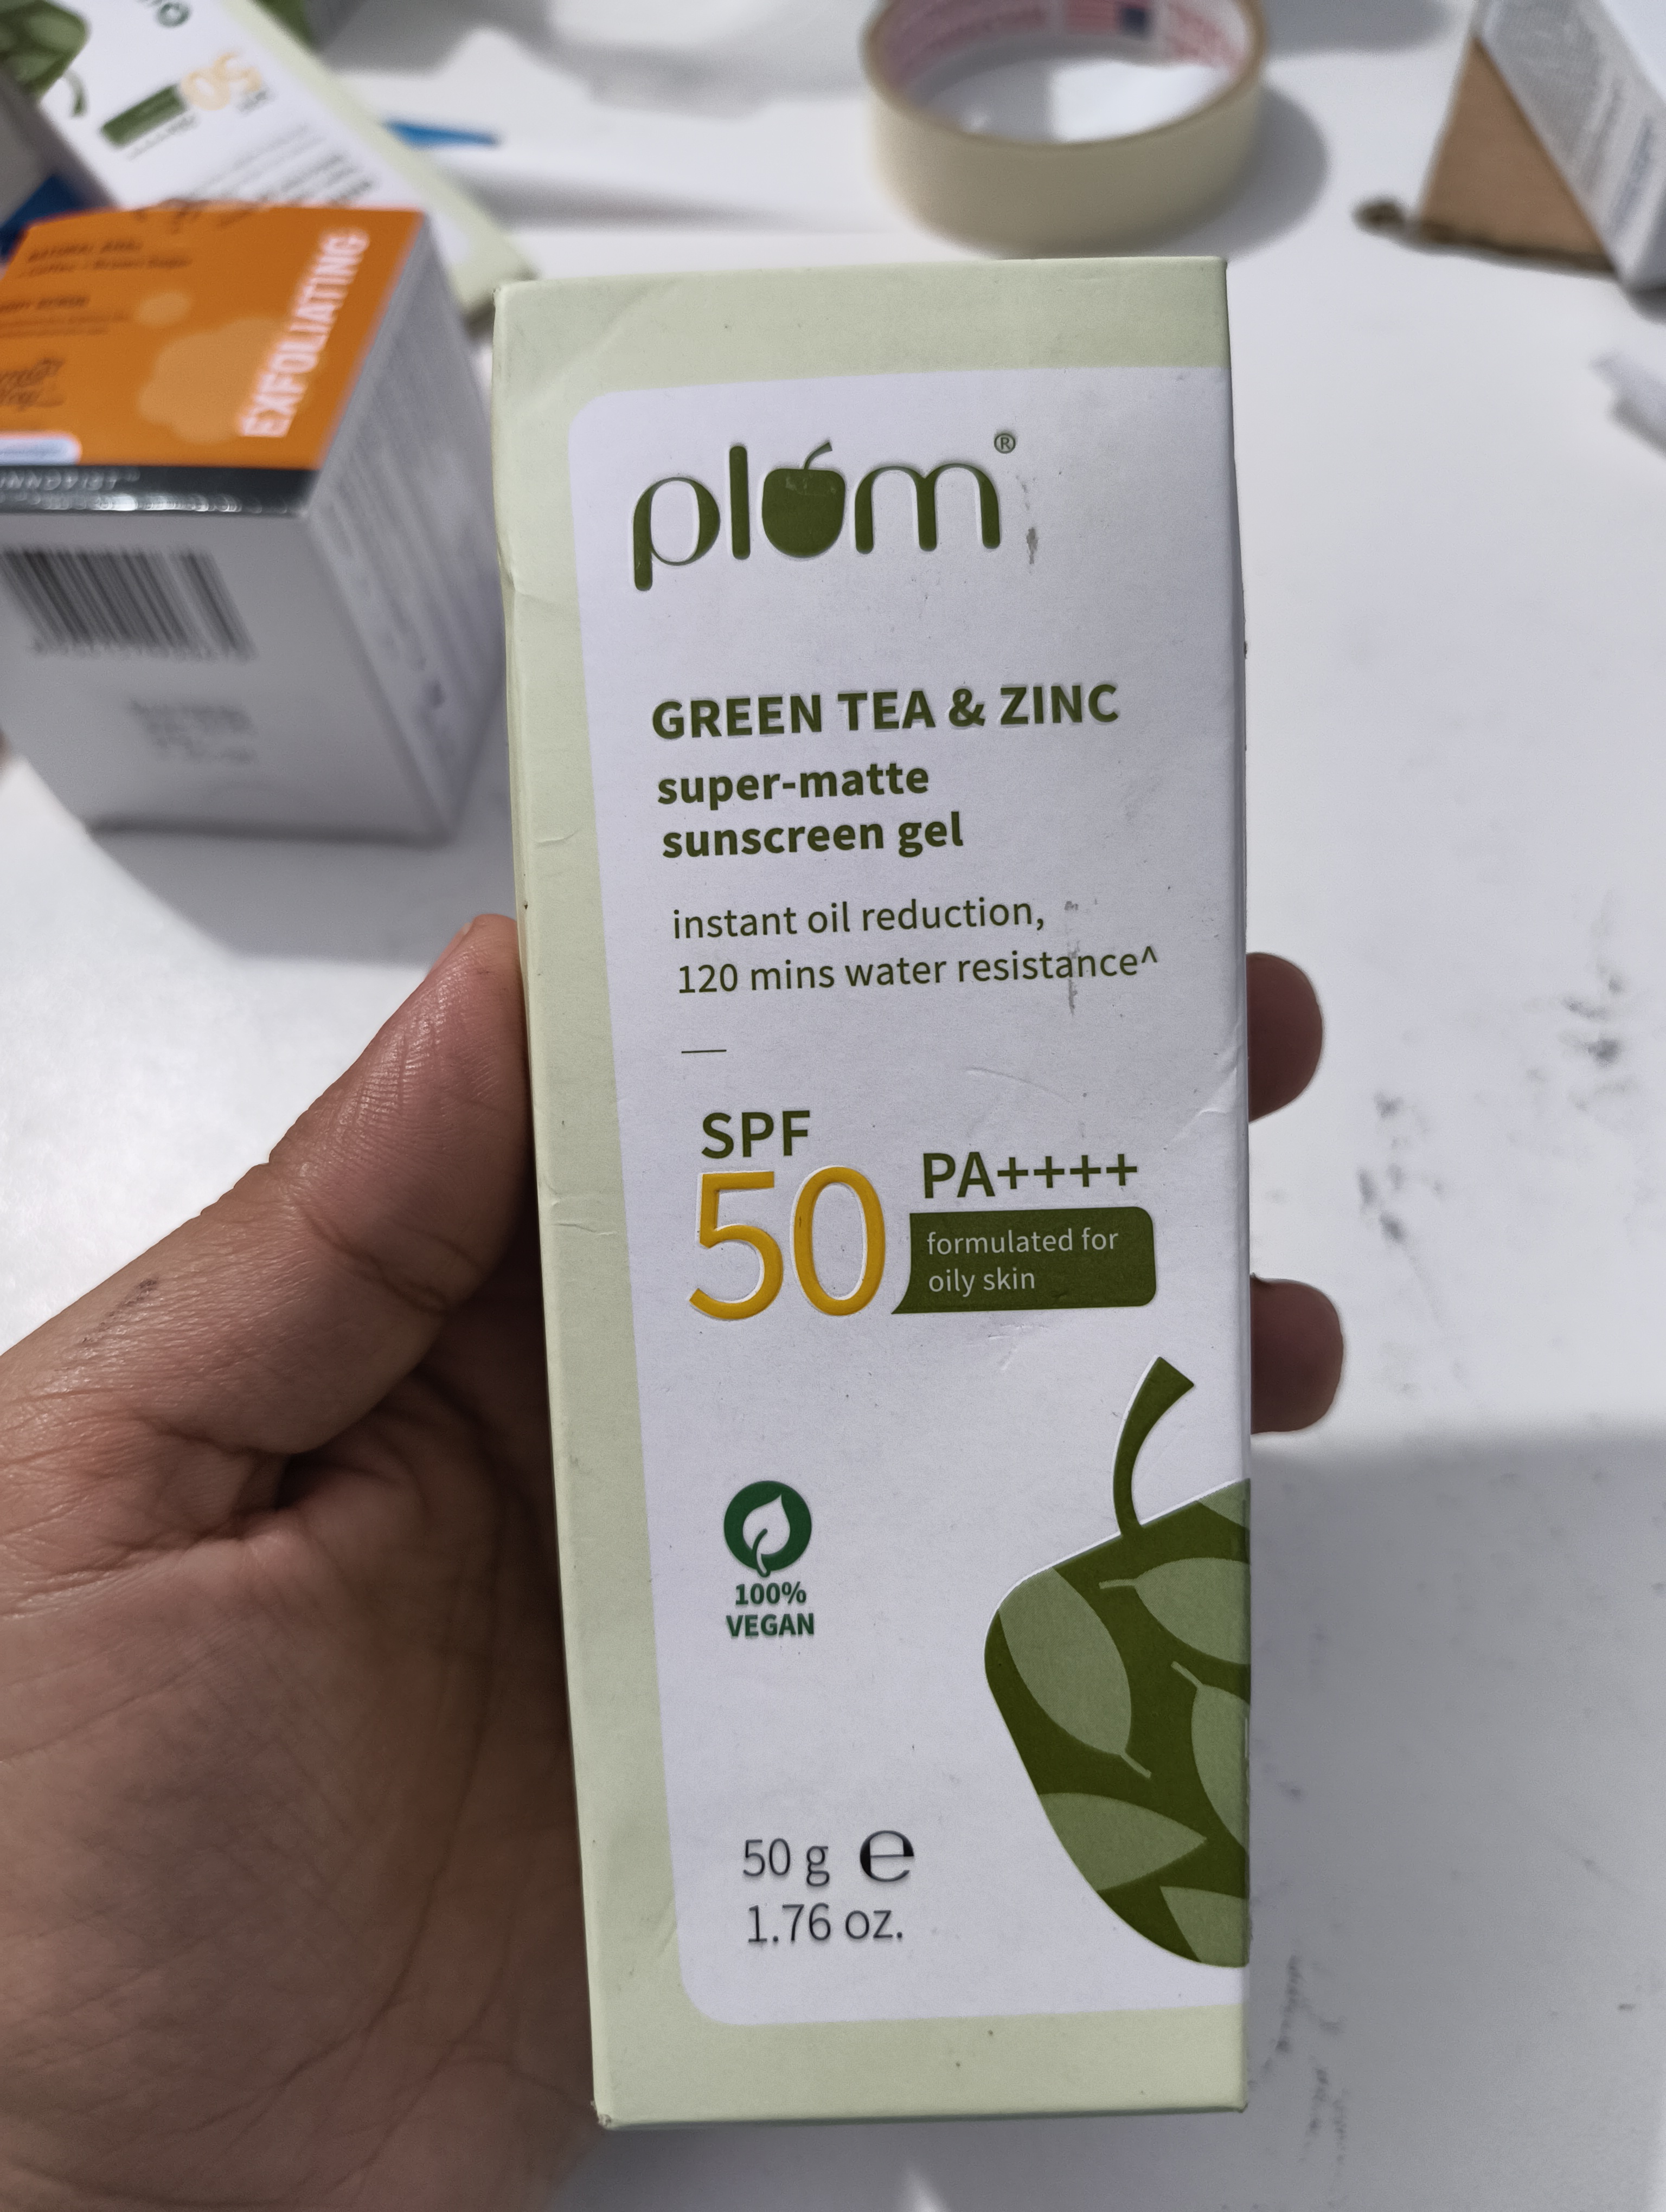 plum®
GREEN TEA & ZINC
super-matte
sunscreen gel
instant oil reduction,
120 mins water resistance^
SPF
50
PA++++
formulated for
oily skin
100%
VEGAN
50 g e
1.76 oz.
EXFOLIATING
50